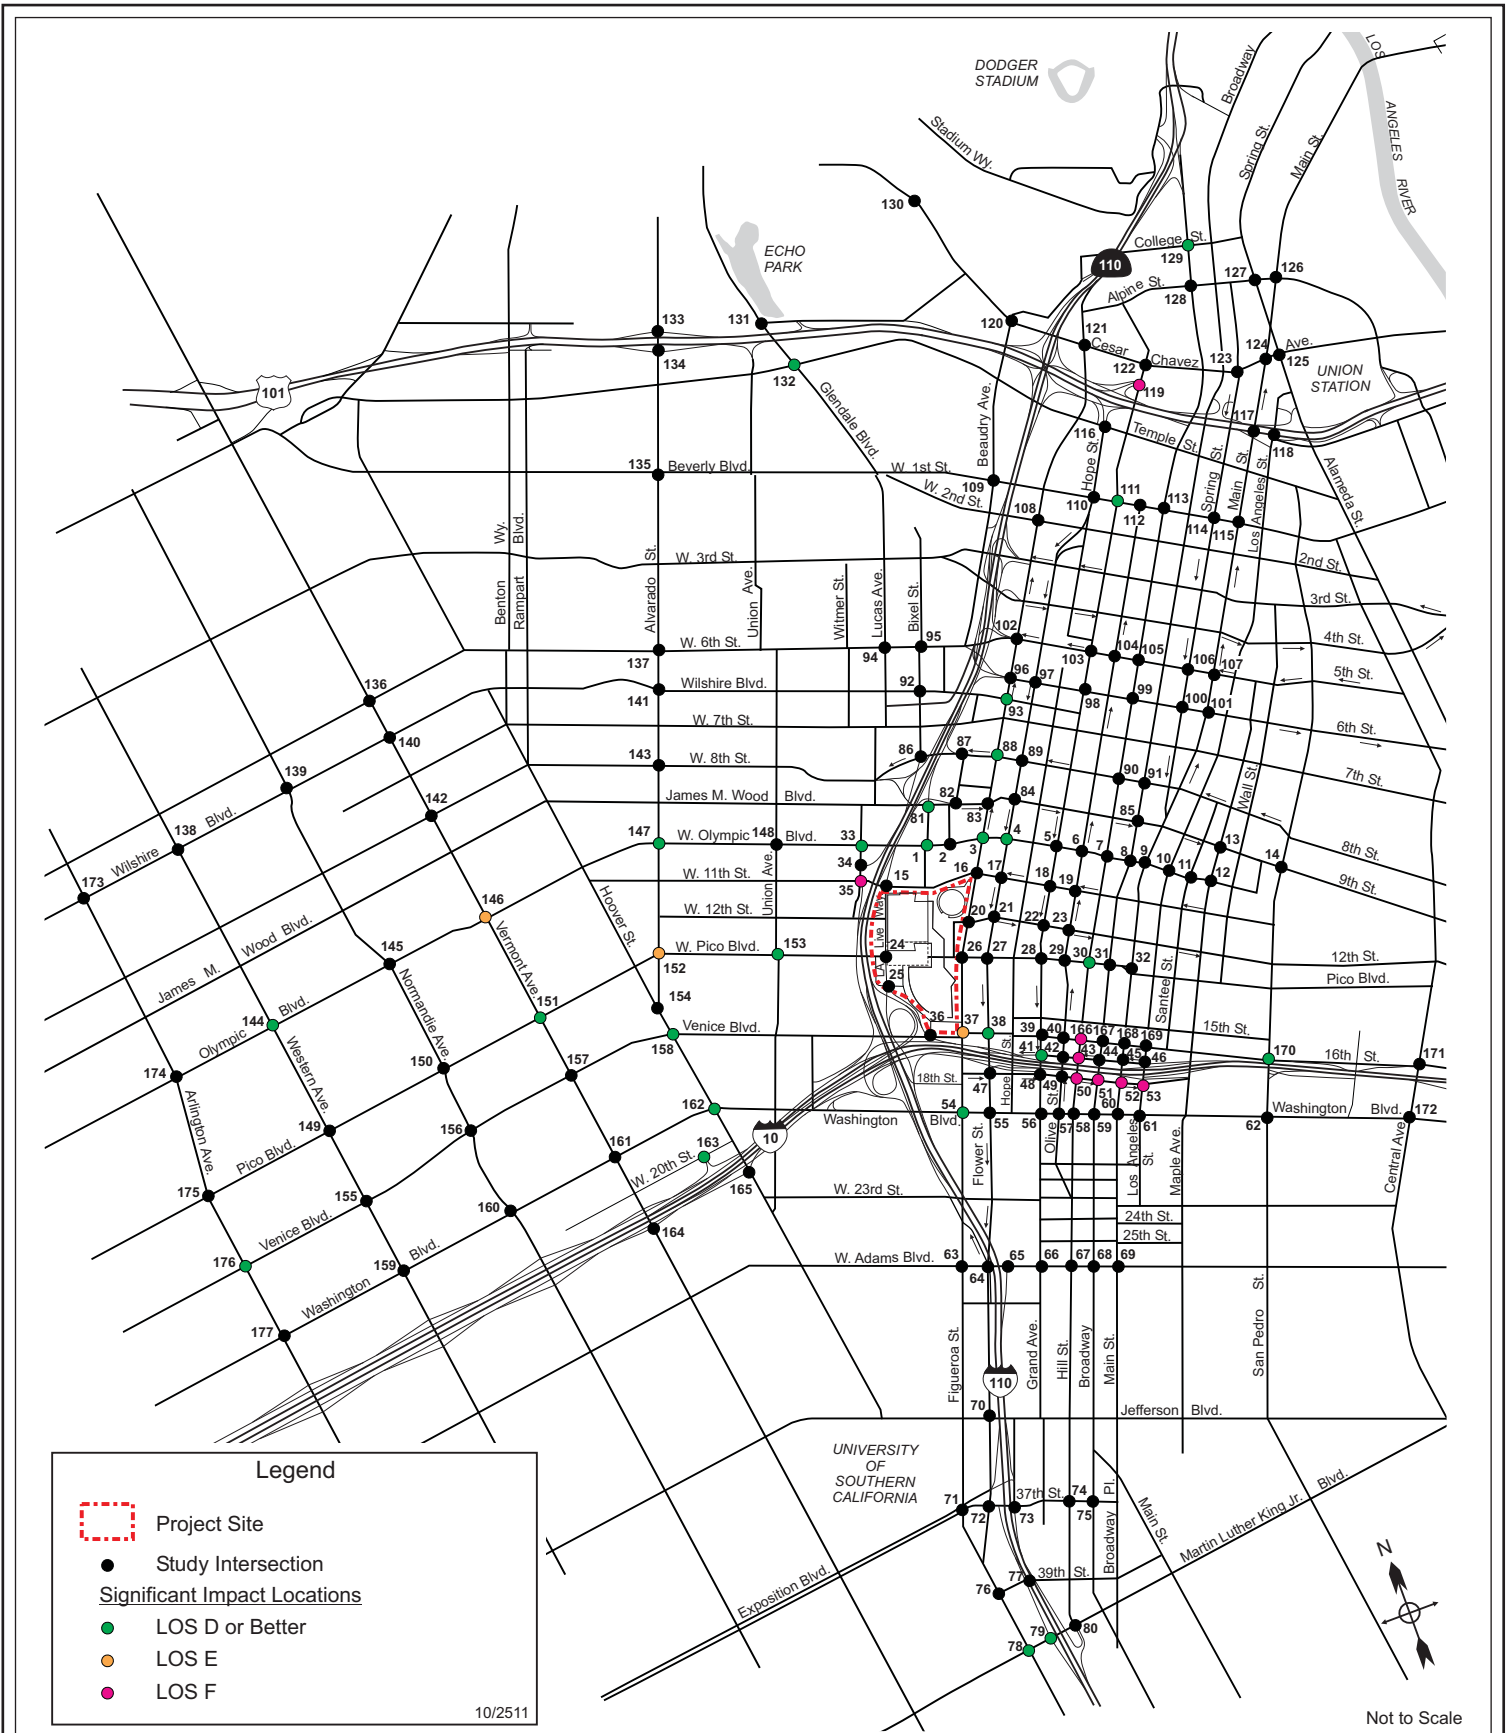 DODGER
STADIUM
Stadium WY.
Broadway
Spring St.
Main St.
LOS
ANGELES
RIVER
130
ECHO
PARK
College St.
129
110
127
126
Alpine St.
128
133
131
120
121
Cesar
Chavez
Ave.
122
123
124
125
134
132
119
UNION
STATION
101
Glendale Blvd.
Beaudry Ave.
117
116
Temple St.
118
Hope St.
135
Beverly Blvd.
W. 1st St.
109
W. 2nd St.
110
111
112
113
Spring St.
Main St.
Los Angeles St.
Alameda St.
108
114
115
Benton Wy.
Rampart Blvd.
Alvarado St.
W. 3rd St.
Union Ave.
Witmer St.
Lucas Ave.
Bixel St.
2nd St.
3rd St.
4th St.
102
95
W. 6th St.
137
94
103
104
105
106
107
5th St.
96
97
92
Wilshire Blvd.
141
136
93
98
99
100
101
W. 7th St.
6th St.
140
86
87
88
89
143
W. 8th St.
90
91
7th St.
139
Wall St.
James M. Wood Blvd.
82
84
142
81
83
85
138
Blvd.
147
W. Olympic
148
Blvd.
33
1
2
3
4
5
6
7
8
9
10
11
12
13
14
8th St.
Wilshire
173
34
16
17
18
19
9th St.
W. 11th St.
35
15
Union Ave.
Hoover St.
146
W. 12th St.
L.A. Live Way
20
21
22
23
James M. Wood Blvd.
Vermont Ave.
W. Pico Blvd.
153
24
26
27
28
29
30
31
32
12th St.
152
145
25
Pico Blvd.
Santee St.
Normandie Ave.
151
154
Blvd.
Olympic
144
Venice Blvd.
36
37
38
39
40
166
167
168
169
15th St.
158
Hope St.
41
42
43
44
45
46
170
16th St.
171
Western Ave.
150
157
174
18th St.
47
48
49
50
51
52
53
Arlington Ave.
162
54
Washington
Blvd.
55
56
57
58
59
60
61
62
Washington
Blvd.
172
10
149
156
161
163
Pico Blvd.
W. 20th St.
Flower St.
Olive St.
Los Angeles St.
Maple Ave.
Central Ave.
165
W. 23rd St.
175
155
160
164
24th St.
25th St.
Venice Blvd.
176
Blvd.
159
Washington
W. Adams Blvd.
63
64
65
66
67
68
69
177
Figueroa St.
Grand Ave.
Hill St.
Broadway
Main St.
San Pedro St.
110
70
Jefferson Blvd.
UNIVERSITY
OF
SOUTHERN
CALIFORNIA
71
72
73
37th St.
74
75
Broadway Pl.
Main St.
Martin Luther King Jr. Blvd.
Exposition Blvd.
76
77
39th St.
78
79
80
N
Legend
Project Site
Study Intersection
Significant Impact Locations
LOS D or Better
LOS E
LOS F
10/2511
Not to Scale